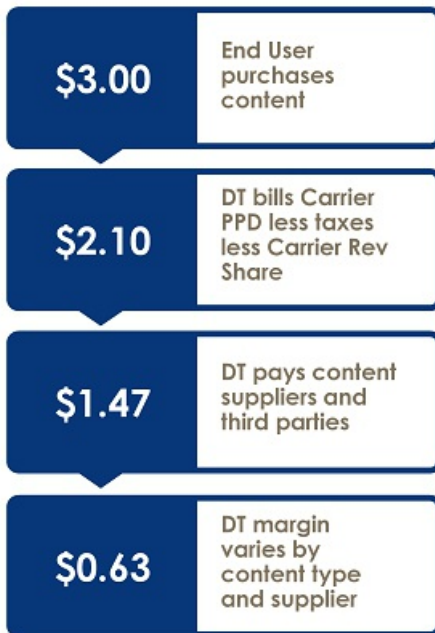 $3.00
End User
purchases
content
$2.10
DT bills Carrier
PPD less taxes
less Carrier Rev
Share
$1.47
DT pays content
suppliers and
third parties
$0.63
DT margin
varies by
content type
and supplier